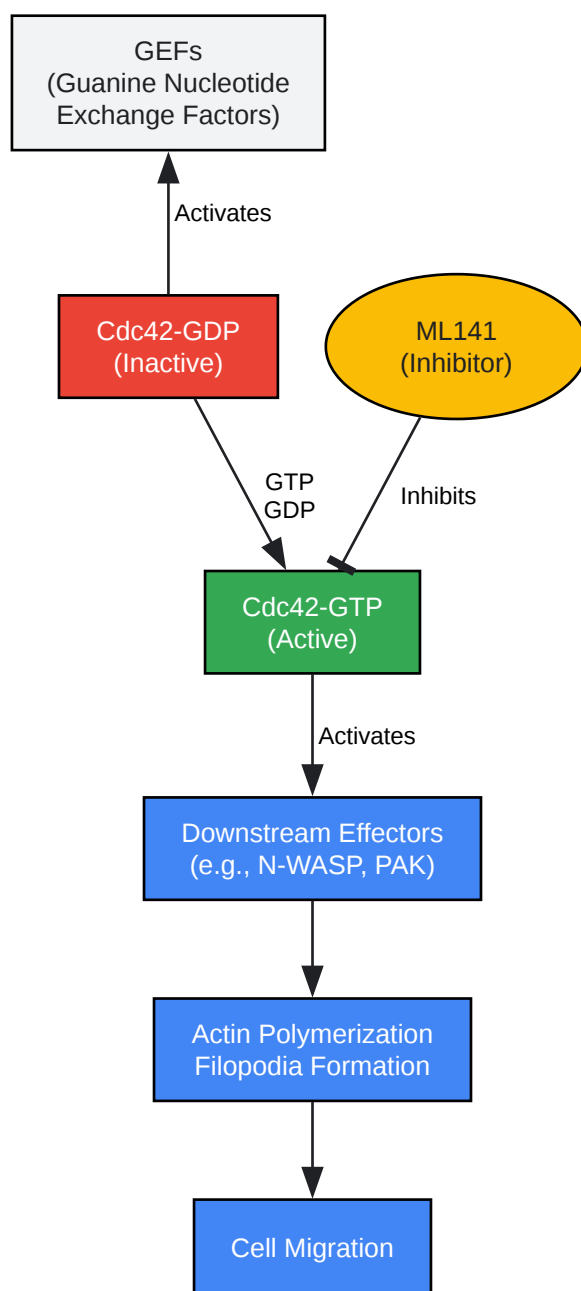 GEFs
(Guanine Nucleotide
Exchange Factors)
Activates
Cdc42-GDP
(Inactive)
ML141
(Inhibitor)
GTP
GDP
Inhibits
Cdc42-GTP
(Active)
Activates
Downstream Effectors
(e.g., N-WASP, PAK)
Actin Polymerization
Filopodia Formation
Cell Migration